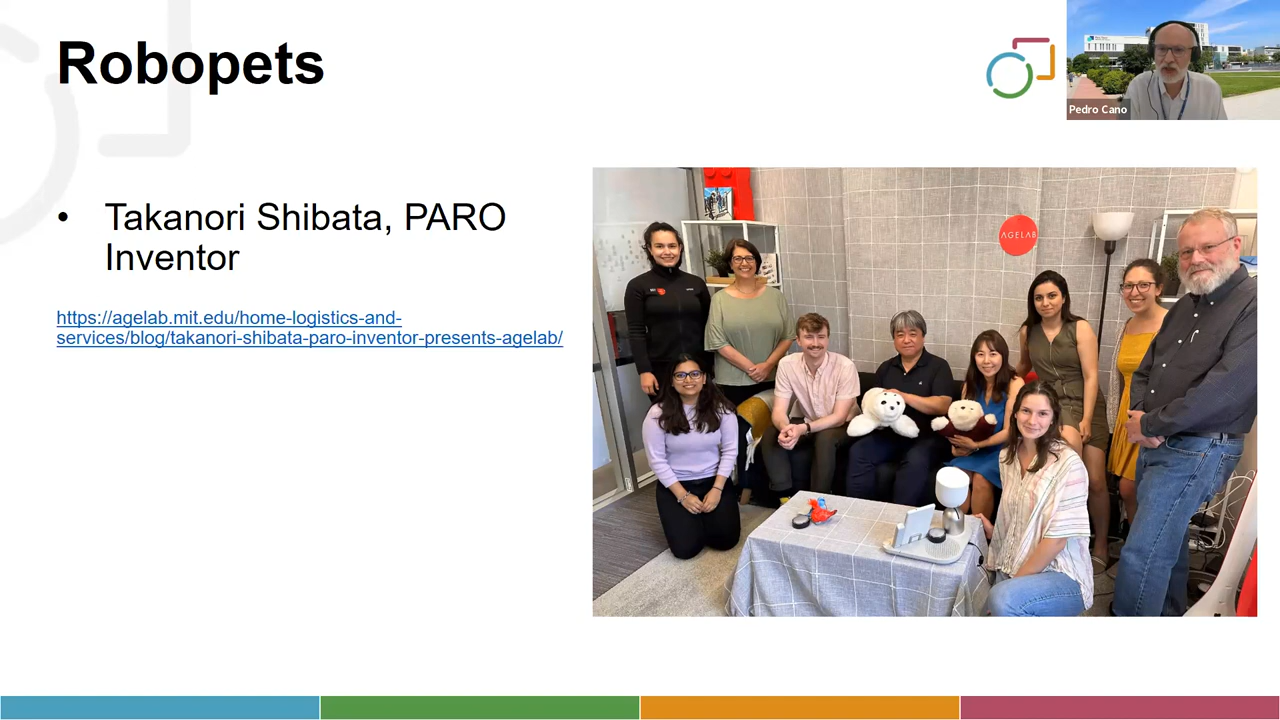 Robopets
Pedro Cano
• Takanori Shibata, PARO
Inventor
https://agelab.mit.edu/home-logistics-and-
services/blog/takanori-shibata-paro-inventor-presents-agelab/
AGELAB